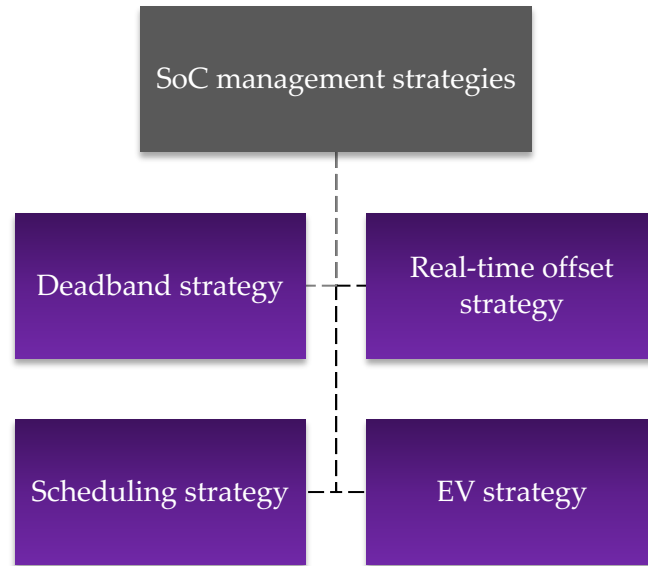 SoC management strategies
Deadband strategy
Real-time offset
strategy
Scheduling strategy
EV strategy